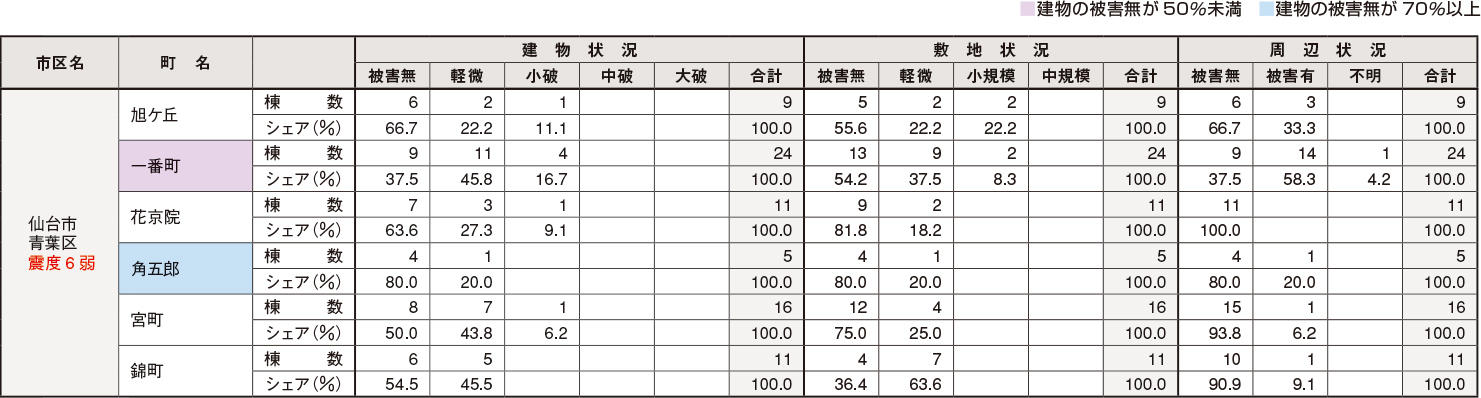 建物の被害無が50%未満 建物の被害無が70%以上
市区名 町名 建物状況 敷地状況 周辺状況
被害無 軽微 小破 中破 大破 合計 被害無 軽微 小規模 中規模 合計 被害無 被害有 不明 合計
仙台市
青葉区
震度6弱
旭ケ丘
棟数 6 2 1 9 5 2 2 9 6 3 9
シェア(%) 66.7 22.2 11.1 100.0 55.6 22.2 22.2 100.0 66.7 33.3 100.0
一番町
棟数 9 11 4 24 13 9 2 24 9 14 1 24
シェア(%) 37.5 45.8 16.7 100.0 54.2 37.5 8.3 100.0 37.5 58.3 4.2 100.0
花京院
棟数 7 3 1 11 9 2 11 11 11
シェア(%) 63.6 27.3 9.1 100.0 81.8 18.2 100.0 100.0 100.0
角五郎
棟数 4 1 5 4 1 5 4 1 5
シェア(%) 80.0 20.0 100.0 80.0 20.0 100.0 80.0 20.0 100.0
宮町
棟数 8 7 1 16 12 4 16 15 1 16
シェア(%) 50.0 43.8 6.2 100.0 75.0 25.0 100.0 93.8 6.2 100.0
錦町
棟数 6 5 11 4 7 11 10 1 11
シェア(%) 54.5 45.5 100.0 36.4 63.6 100.0 90.9 9.1 100.0